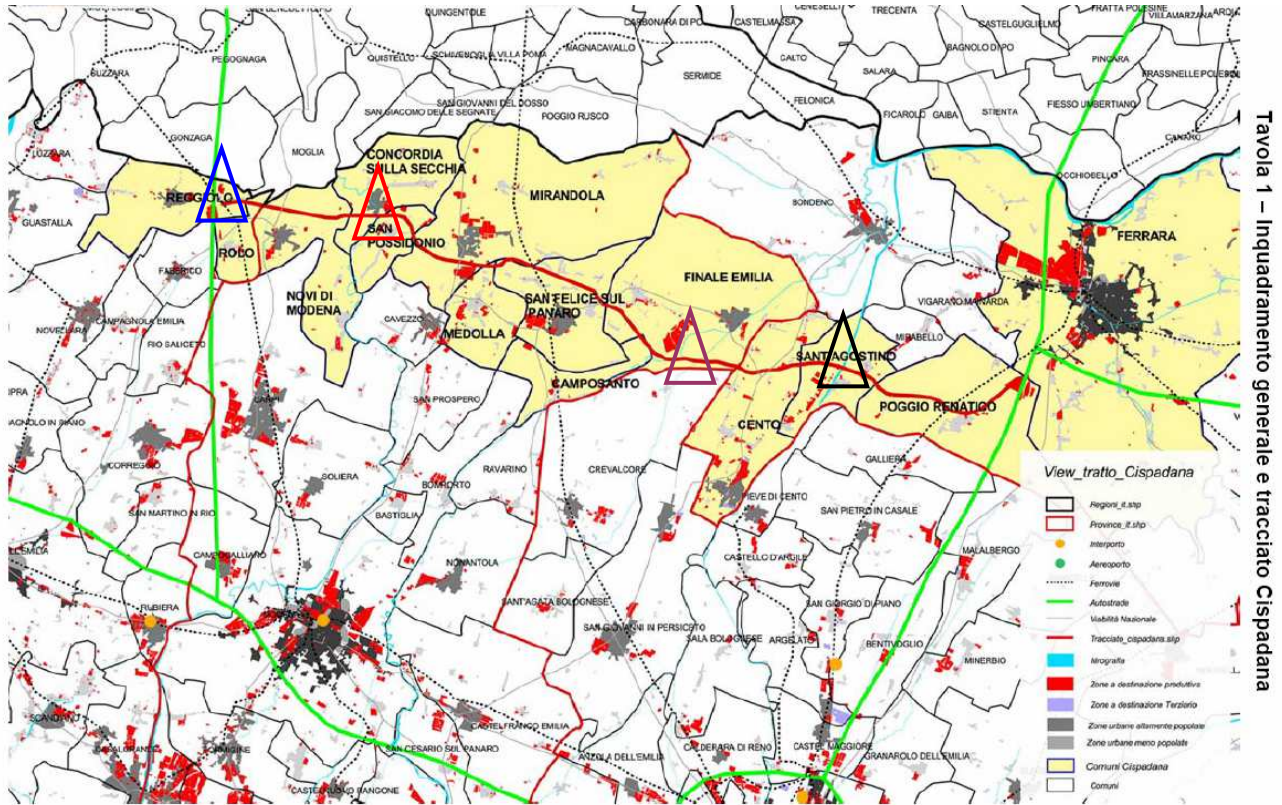 QUINGENTOLE
CARBONARA DI PO
CASTELMASSA
TRECENTA
FRATTA POLESINE
VILLAMARZANA
CASTELGUGLIELMO
PEGOGNAGA
QUISTELLO
SCHIVENOGLIA
VILLA POMA
MAGNACAVALLO
CALTO
BAGNOLO DI PO
PINCARA
SUZZARA
SERMIDE
SALARA
FRASSINELLE POLESINE
SAN GIOVANNI DEL DOSSO
SAN GIACOMO DELLE SEGNATE
POGGIO RUSCO
FELONICA
FICAROLO
GAIBA
STIENTA
FIESSO UMBERTIANO
CANARO
GONZAGA
MOGLIA
LUZZARA
CONCORDIA
SULLA SECCHIA
OCCHIOBELLO
REGGIOLO
MIRANDOLA
BONDENO
GUASTALLA
SAN
POSSIDONIO
FERRARA
ROLO
FABBRICO
FINALE EMILIA
NOVI DI
MODENA
SAN FELICE SUL
PANARO
VIGARANO MAINARDA
NOVELLARA
CAMPAGNOLA EMILIA
CAVEZZO
MEDOLLA
MIRABELLO
RIO SALICETO
SANT'AGOSTINO
CAMPOSANTO
CARPI
SAN PROSPERO
POGGIO RENATICO
CENTO
CORREGGIO
SOLIERA
RAVARINO
CREVALCORE
GALLIERA
BOMPORTO
PIEVE DI CENTO
SAN MARTINO IN RIO
BASTIGLIA
SAN PIETRO IN CASALE
CAMPOGALLIANO
NONANTOLA
CASTELLO D'ARGILE
MALALBERGO
RUBIERA
SANT'AGATA BOLOGNESE
SAN GIORGIO DI PIANO
SAN GIOVANNI IN PERSICETO
SALA BOLOGNESE
ARGELATO
BENTIVOGLIO
MINERBIO
SCANDIANO
CASTELFRANCO EMILIA
CASALGRANDE
FORMIGINE
SAN CESARIO SUL PANARO
ANZOLA DELL'EMILIA
CALDERARA DI RENO
CASTEL MAGGIORE
GRANAROLO DELL'EMILIA
CASTELNUOVO RANGONE
View_tratto_Cispadana
Regioni_it.shp
Province_it.shp
Interporto
Aereoporto
Ferrovie
Autostrade
Viabilità Nazionale
Tracciato_cispadana.shp
Idrografia
Zone a destinazione produttiva
Zone a destinazione Terziario
Zone urbane altamente popolate
Zone urbane meno popolate
Comuni Cispadana
Comuni
Tavola 1 – Inquadramento generale e tracciato Cispadana